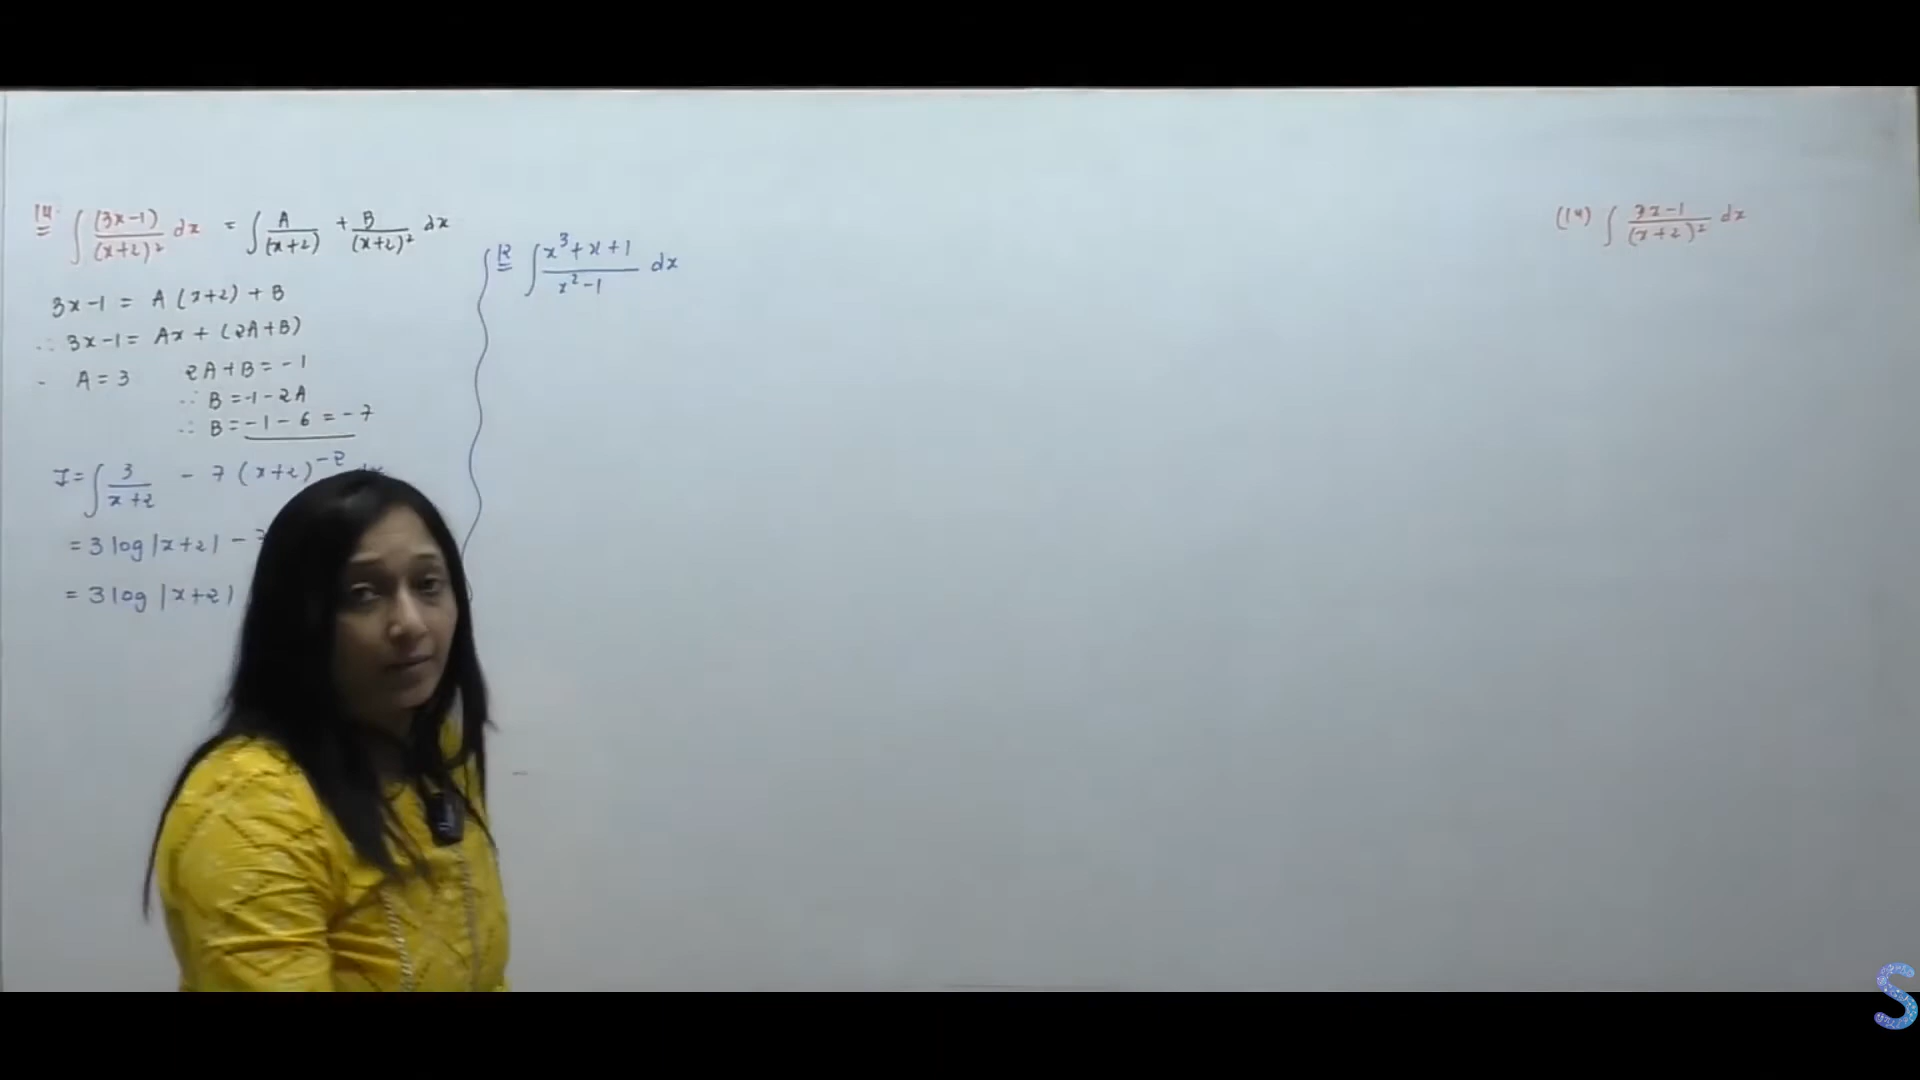 14. ∫ (3x-1)/(x+2)² dx = ∫ A/(x+2) + B/(x+2)² dx
3x-1 = A(x+2) + B
∴ 3x-1 = Ax + (2A+B)
A = 3   2A+B = -1
∴ B = -1-2A
∴ B = -1-6 = -7
I = ∫ 3/(x+2) - 7(x+2)⁻²
= 3 log|x+2| -
= 3 log|x+2|
12 ∫ (x³+x+1)/(x²-1) dx
(14) ∫ (3x-1)/(x+2)² dx
S